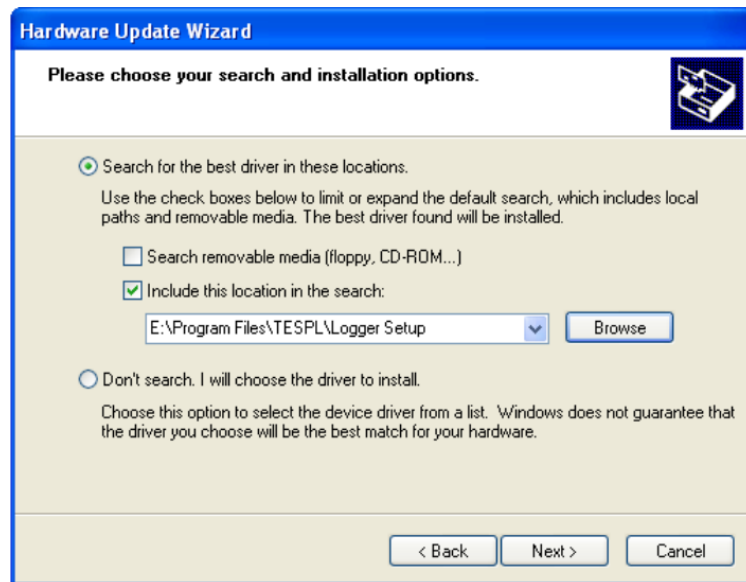 Hardware Update Wizard
Please choose your search and installation options.
Search for the best driver in these locations.
Use the check boxes below to limit or expand the default search, which includes local
paths and removable media. The best driver found will be installed.
Search removable media (floppy, CD-ROM...)
Include this location in the search:
E:\Program Files\TESPL\Logger Setup
Browse
Don't search. I will choose the driver to install.
Choose this option to select the device driver from a list. Windows does not guarantee that
the driver you choose will be the best match for your hardware.
< Back
Next >
Cancel